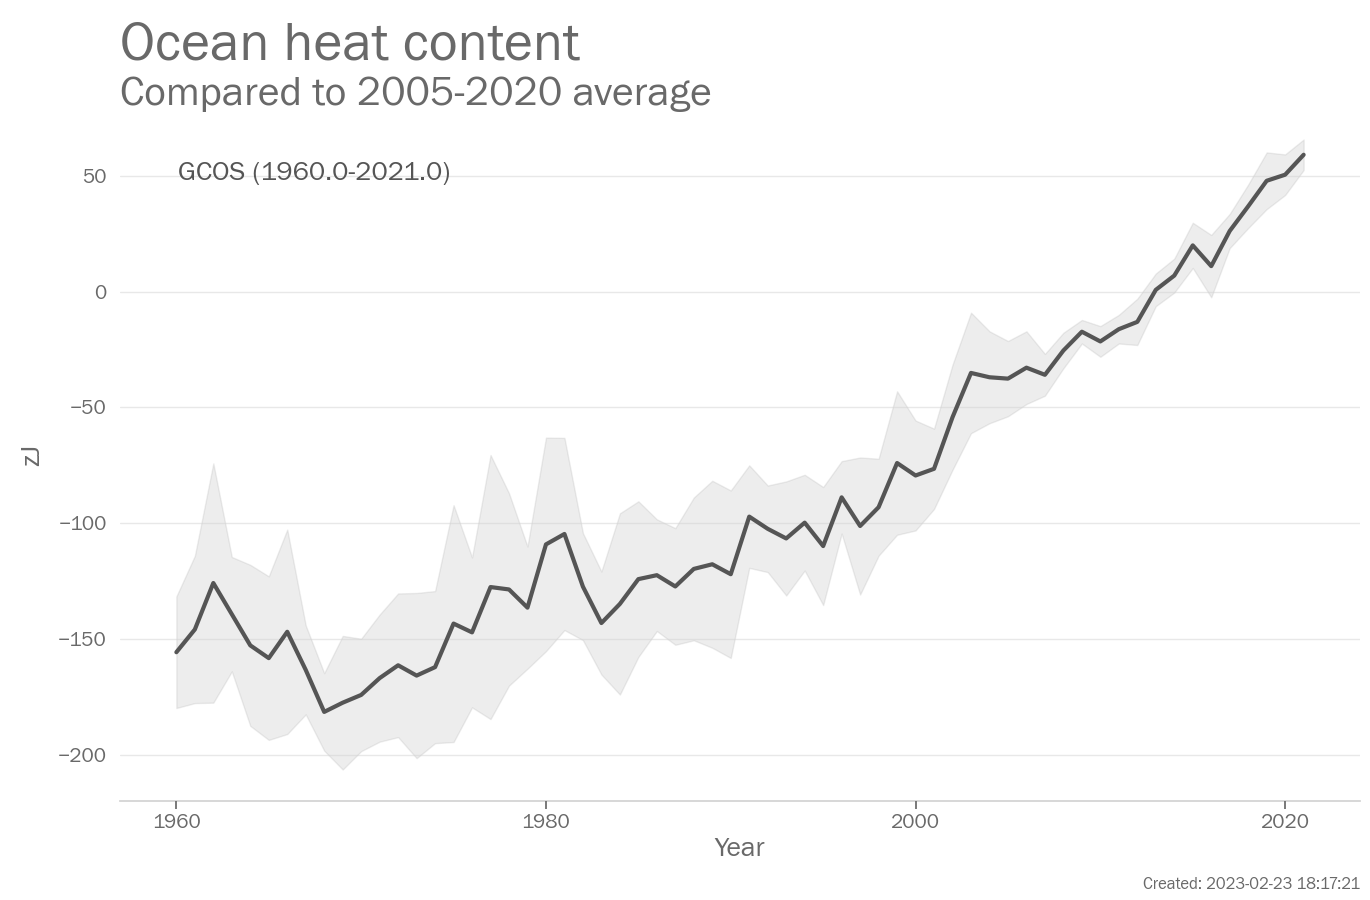 Ocean heat content
Compared to 2005-2020 average
GCOS (1960.0-2021.0)
50
0
−50
−100
−150
−200
zJ
1960 1980 2000 2020
Year
Created: 2023-02-23 18:17:21